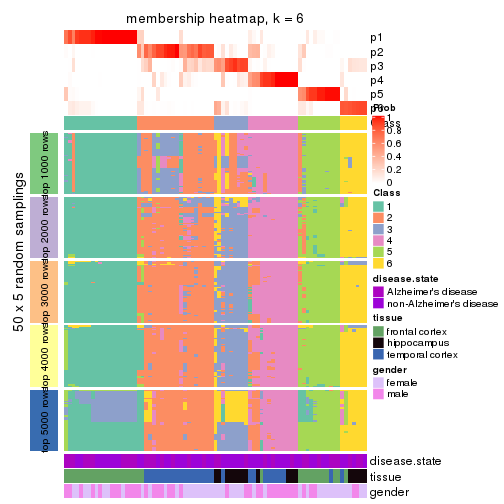 membership heatmap, k = 6
p1
p2
p3
p4
p5
Prob
1
0.8
0.6
0.4
0.2
0
Class
1
2
3
4
5
6
disease.state
Alzheimer's disease
non-Alzheimer's disease
tissue
frontal cortex
hippocampus
temporal cortex
gender
female
male
50 x 5 random samplings
top 1000 rows
top 2000 rows
top 3000 rows
top 4000 rows
top 5000 rows
disease.state
tissue
gender